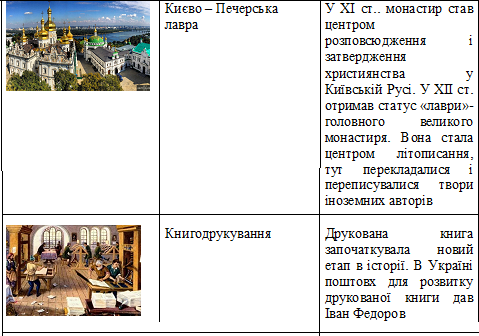 Києво – Печерська
лавра
У XI ст.. монастир став
центром
розповсюдження і
затвердження
християнства у
Київській Русі. У XII ст.
отримав статус «лаври»-
головного великого
монастиря. Вона стала
центром літописання,
тут перекладалися і
переписувалися твори
іноземних авторів
Книгодрукування
Друкована книга
започаткувала новий
етап в історії. В Україні
поштовх для розвитку
друкованої книги дав
Іван Федоров